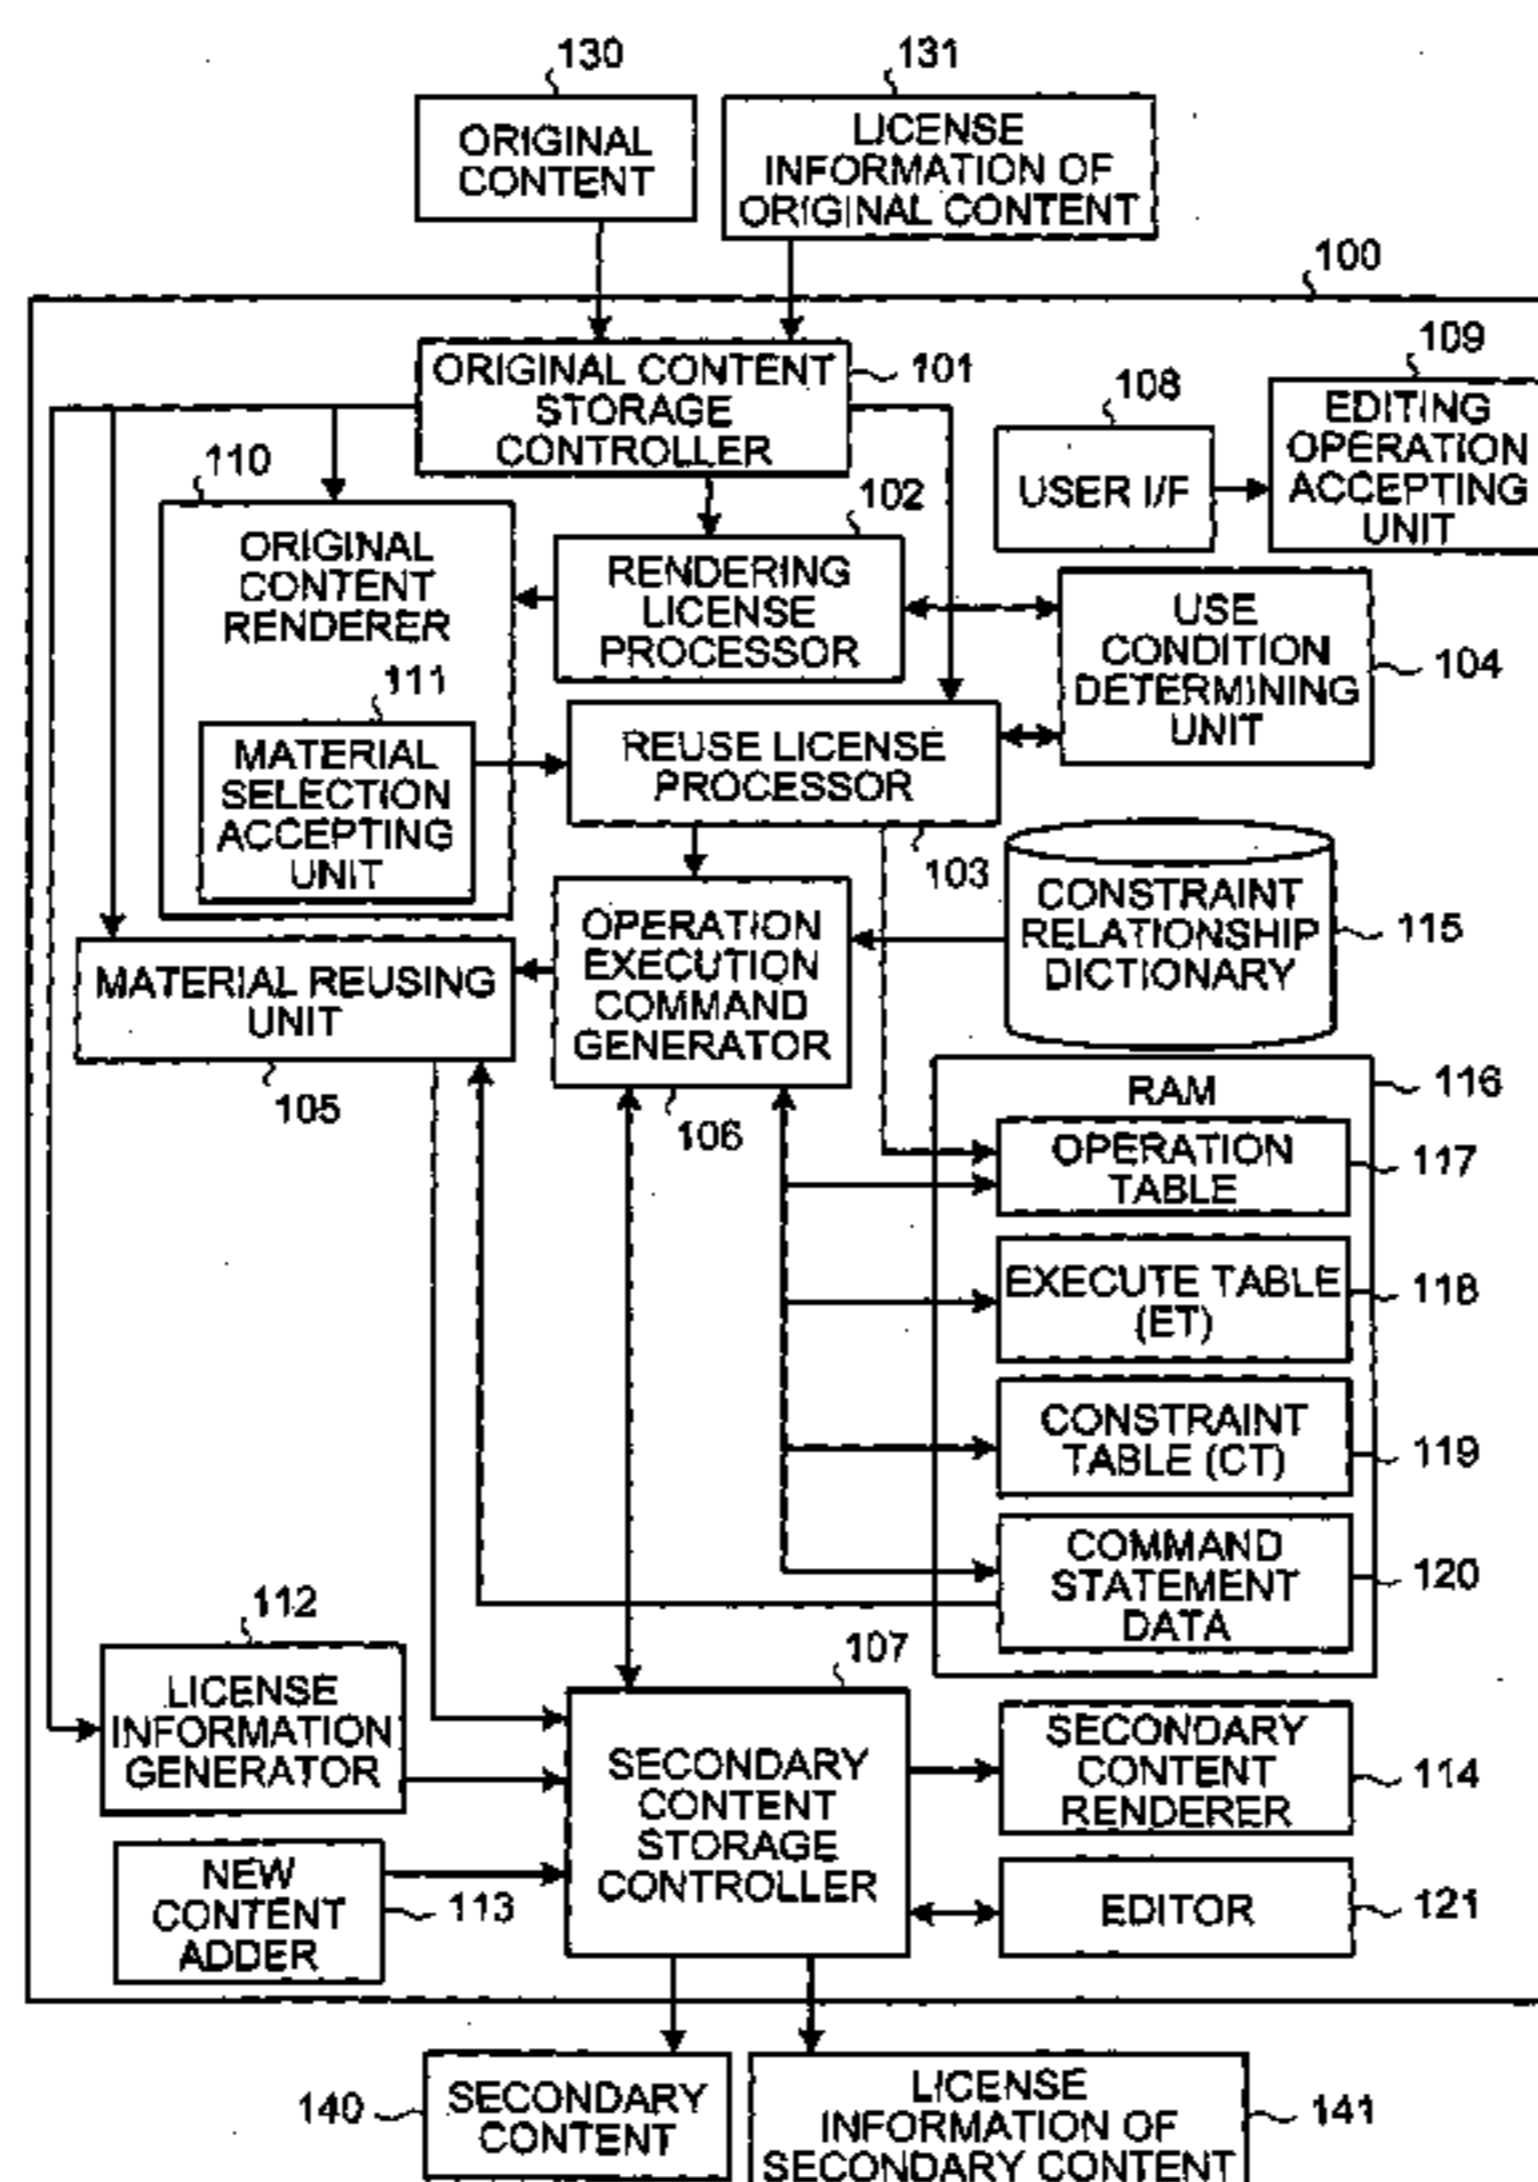 130
131
ORIGINAL
CONTENT
LICENSE
INFORMATION OF
ORIGINAL CONTENT
100
ORIGINAL CONTENT
STORAGE
CONTROLLER
101
108
109
USER I/F
EDITING
OPERATION
ACCEPTING
UNIT
110
ORIGINAL
CONTENT
RENDERER
102
RENDERING
LICENSE
PROCESSOR
USE
CONDITION
DETERMINING
UNIT
104
111
MATERIAL
SELECTION
ACCEPTING
UNIT
REUSE LICENSE
PROCESSOR
103
CONSTRAINT
RELATIONSHIP
DICTIONARY
115
OPERATION
EXECUTION
COMMAND
GENERATOR
106
MATERIAL REUSING
UNIT
105
RAM
116
OPERATION
TABLE
117
EXECUTE TABLE
(ET)
118
CONSTRAINT
TABLE (CT)
119
COMMAND
STATEMENT
DATA
120
112
LICENSE
INFORMATION
GENERATOR
107
SECONDARY
CONTENT
STORAGE
CONTROLLER
SECONDARY
CONTENT
RENDERER
114
NEW
CONTENT
ADDER
113
EDITOR
121
140
SECONDARY
CONTENT
LICENSE
INFORMATION OF
SECONDARY CONTENT
141